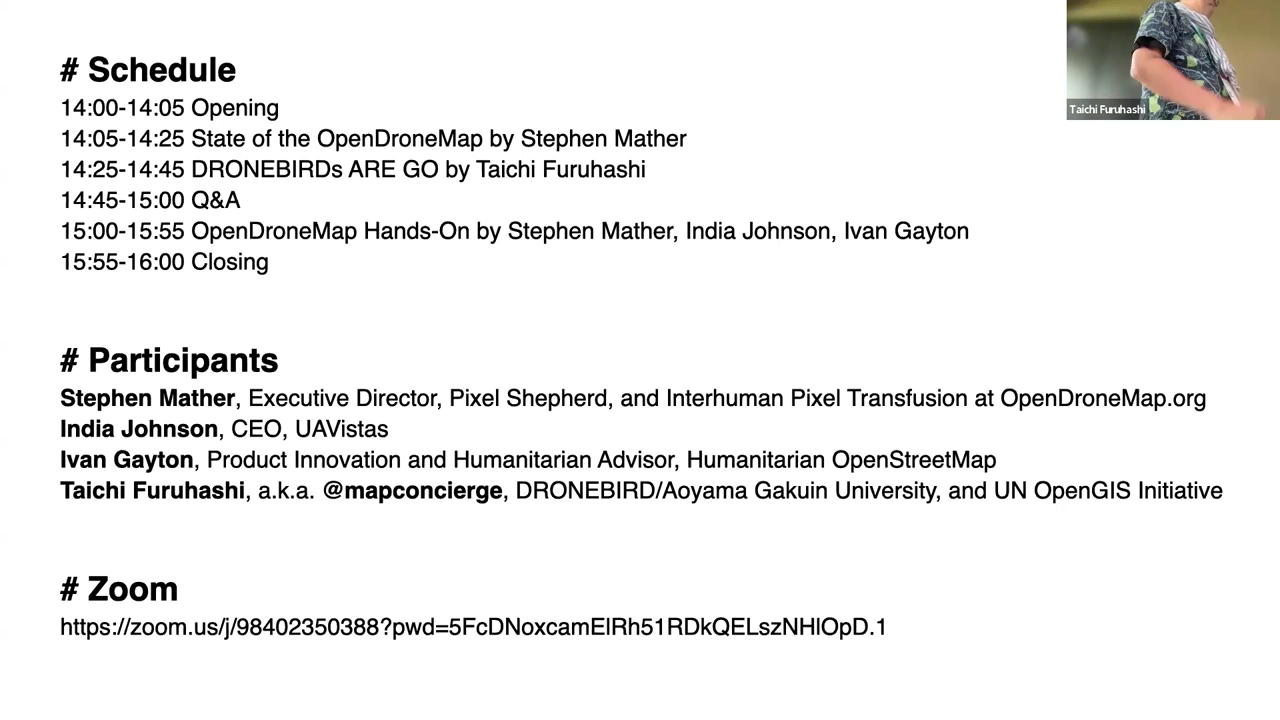 # Schedule
14:00-14:05 Opening
14:05-14:25 State of the OpenDroneMap by Stephen Mather
14:25-14:45 DRONEBIRDs ARE GO by Taichi Furuhashi
14:45-15:00 Q&A
15:00-15:55 OpenDroneMap Hands-On by Stephen Mather, India Johnson, Ivan Gayton
15:55-16:00 Closing
# Participants
Stephen Mather, Executive Director, Pixel Shepherd, and Interhuman Pixel Transfusion at OpenDroneMap.org
India Johnson, CEO, UAVistas
Ivan Gayton, Product Innovation and Humanitarian Advisor, Humanitarian OpenStreetMap
Taichi Furuhashi, a.k.a. @mapconcierge, DRONEBIRD/Aoyama Gakuin University, and UN OpenGIS Initiative
# Zoom
https://zoom.us/j/98402350388?pwd=5FcDNoxcamElRh51RDkQELszNHlOpD.1
Taichi Furuhashi